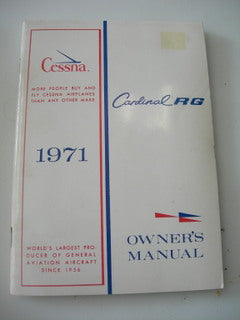 Cessna.
MORE PEOPLE BUY AND
FLY CESSNA AIRPLANES
THAN ANY OTHER MAKE
1971
WORLD'S LARGEST PRO-
DUCER OF GENERAL
AVIATION AIRCRAFT
SINCE 1956
Cardinal RG
OWNER'S
MANUAL